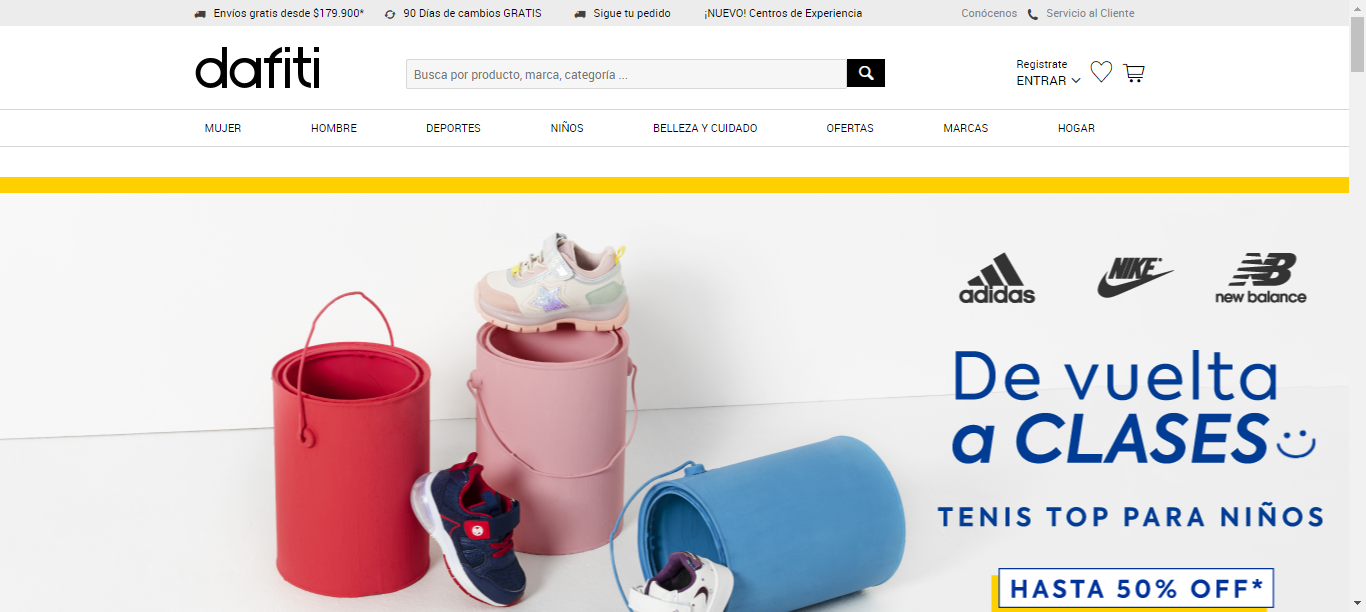 Envíos gratis desde $179.900*
90 Días de cambios GRATIS
Sigue tu pedido
¡NUEVO! Centros de Experiencia
Conócenos
Servicio al Cliente
dafiti
Busca por producto, marca, categoría ...
Registrate
ENTRAR
MUJER
HOMBRE
DEPORTES
NIÑOS
BELLEZA Y CUIDADO
OFERTAS
MARCAS
HOGAR
adidas
NIKE
NB
new balance
De vuelta
a CLASES
TENIS TOP PARA NIÑOS
HASTA 50% OFF*